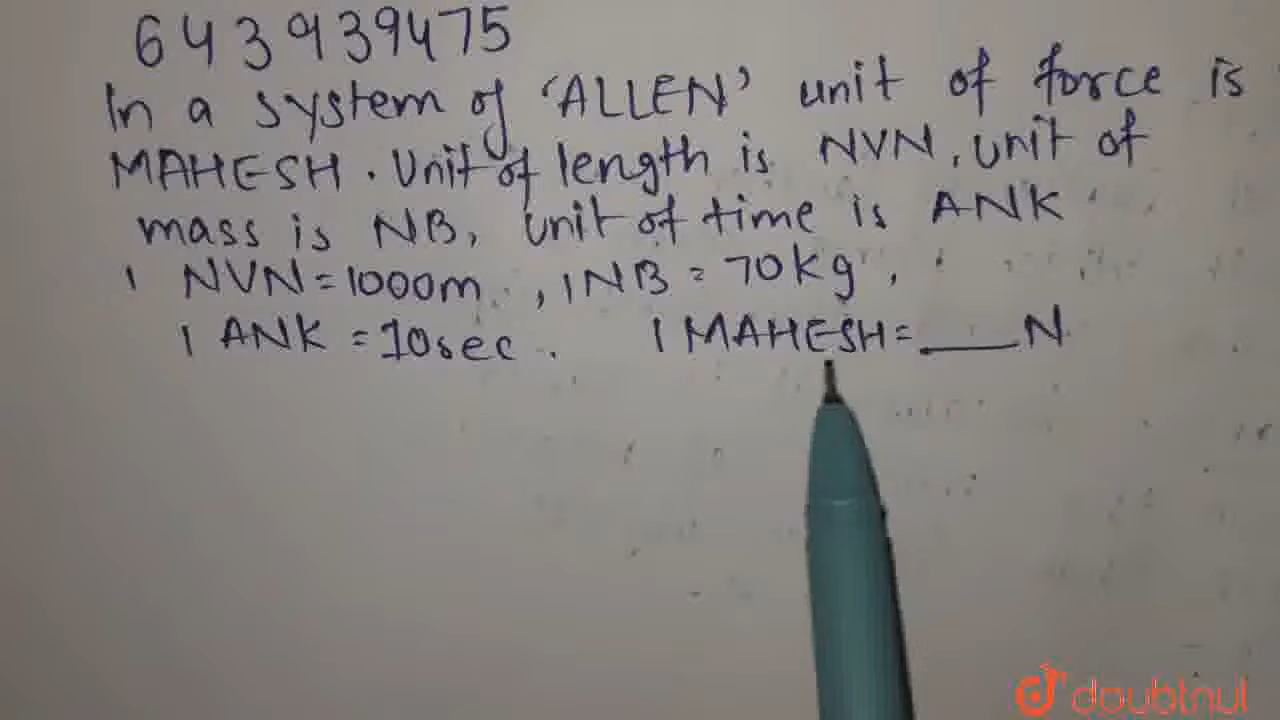 643939475
In a system of 'ALLEN' unit of force is
MAHESH. Unit of length is NVN, unit of
mass is NB, unit of time is ANK
1 NVN = 1000m, 1NB = 70kg,
1 ANK = 10sec. 1 MAHESH = ____ N
doubtnut